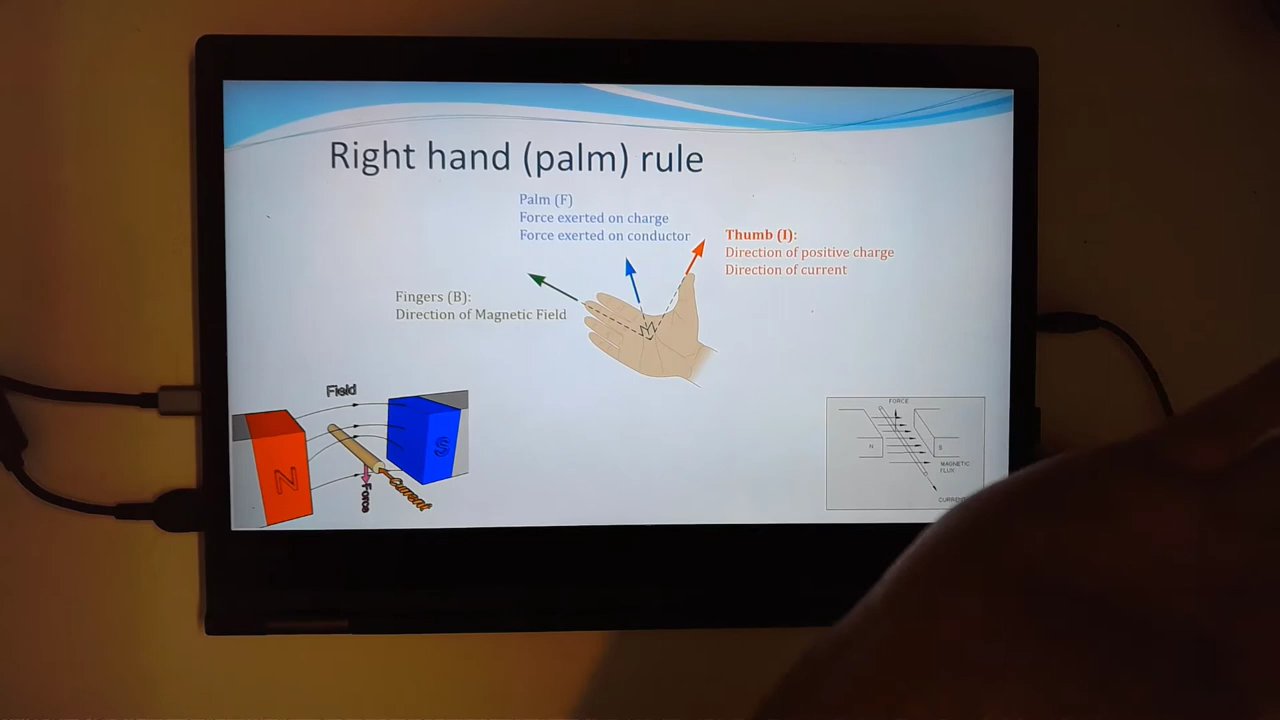 Right hand (palm) rule
Palm (F)
Force exerted on charge
Force exerted on conductor
Thumb (I):
Direction of positive charge
Direction of current
Fingers (B):
Direction of Magnetic Field
Field
N
S
Force
Current
FORCE
N
S
MAGNETIC
FLUX
CURRENT